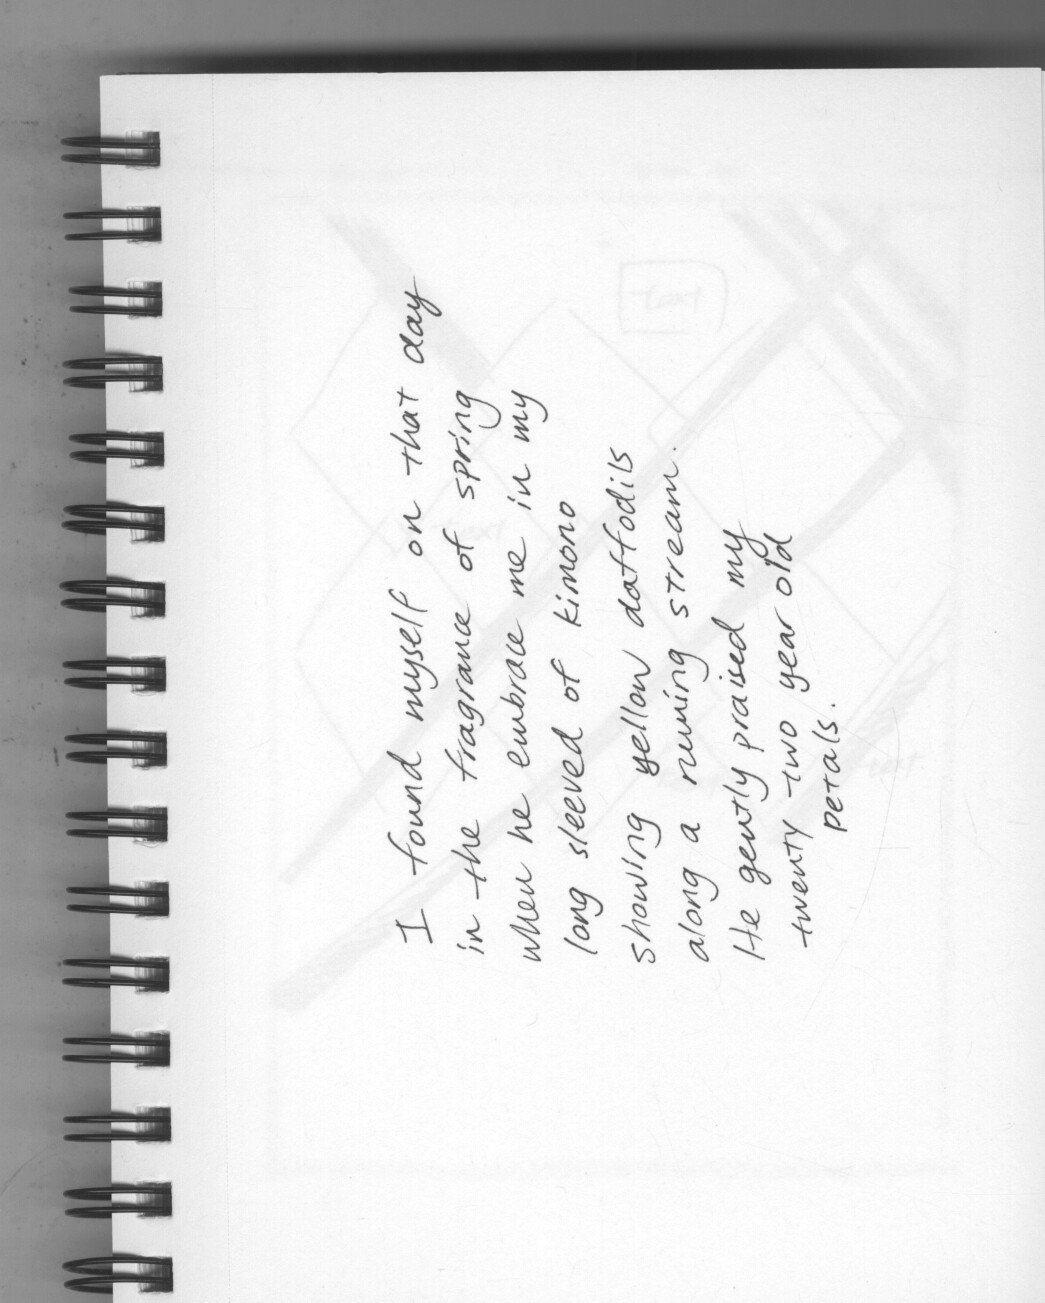 I found myself on that day
in the fragrance of spring
when he embrace me in my
long sleeved of kimono
showing yellow daffodils
along a running stream.
He gently praised my
twenty two year old
petals.
text
text
text
text